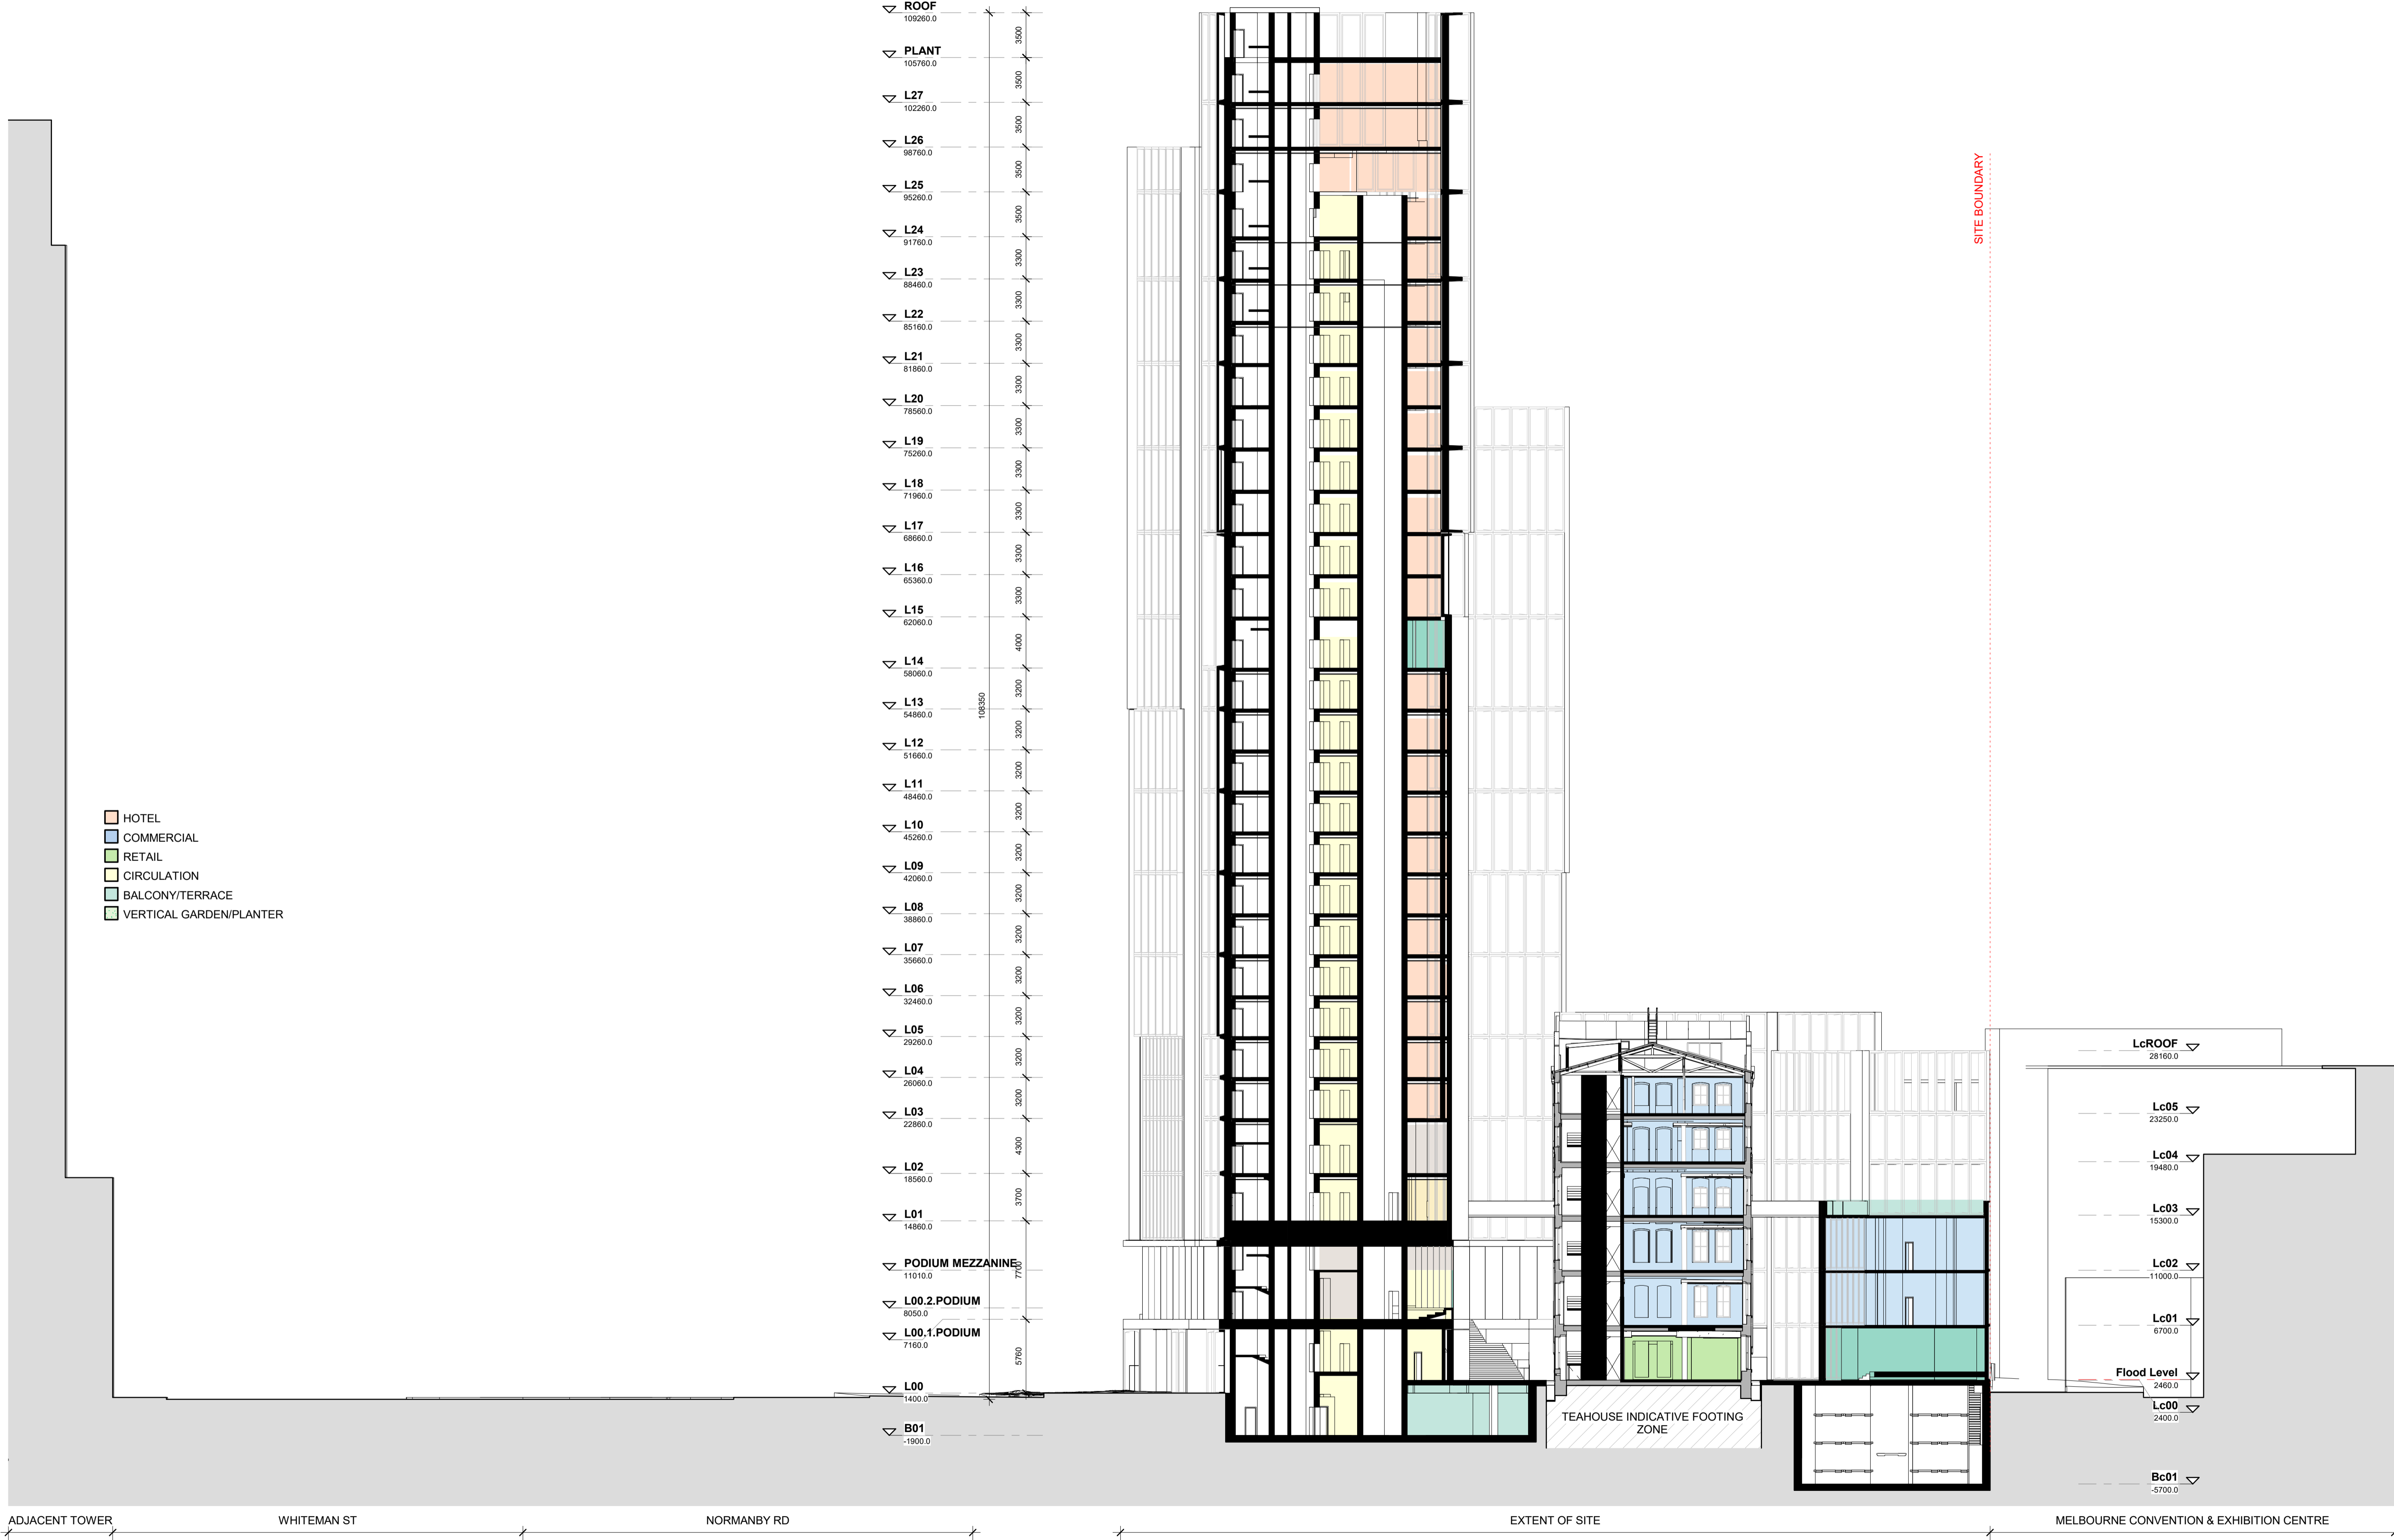 ROOF
109260.0
PLANT
105760.0
L27
102260.0
L26
98760.0
L25
95260.0
L24
91760.0
L23
88460.0
L22
85160.0
L21
81860.0
L20
78560.0
L19
75260.0
L18
71960.0
L17
68660.0
L16
65360.0
L15
62060.0
L14
58060.0
L13
54860.0
L12
51660.0
L11
48460.0
L10
45260.0
L09
42060.0
L08
38860.0
L07
35660.0
L06
32460.0
L05
29260.0
L04
26060.0
L03
22860.0
L02
18560.0
L01
14860.0
PODIUM MEZZANINE
11010.0
L00.2.PODIUM
8050.0
L00.1.PODIUM
7160.0
L00
1400.0
B01
-1900.0
108350
3500
3500
3500
3500
3500
3300
3300
3300
3300
3300
3300
3300
3300
3300
4000
3200
3200
3200
3200
3200
3200
3200
3200
3200
3200
3200
4300
3700
7700
5760
HOTEL
COMMERCIAL
RETAIL
CIRCULATION
BALCONY/TERRACE
VERTICAL GARDEN/PLANTER
SITE BOUNDARY
LcROOF
28160.0
Lc05
23250.0
Lc04
19480.0
Lc03
15300.0
Lc02
11000.0
Lc01
6700.0
Flood Level
2460.0
Lc00
2400.0
Bc01
-5700.0
TEAHOUSE INDICATIVE FOOTING
ZONE
ADJACENT TOWER
WHITEMAN ST
NORMANBY RD
EXTENT OF SITE
MELBOURNE CONVENTION & EXHIBITION CENTRE